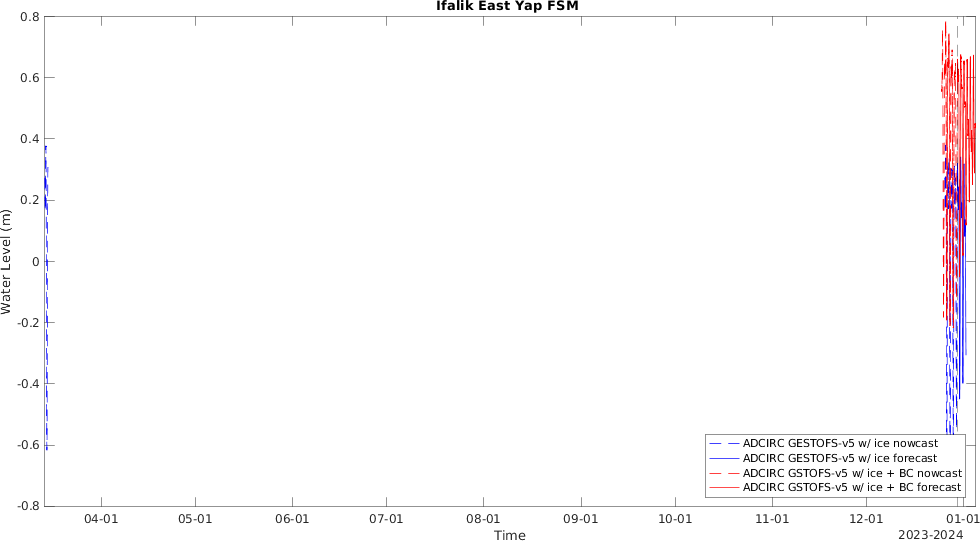 Ifalik East Yap FSM
0.8
0.6
0.4
0.2
0
-0.2
-0.4
-0.6
-0.8
Water Level (m)
ADCIRC GESTOFS-v5 w/ ice nowcast
ADCIRC GESTOFS-v5 w/ ice forecast
ADCIRC GSTOFS-v5 w/ ice + BC nowcast
ADCIRC GSTOFS-v5 w/ ice + BC forecast
04-01 05-01 06-01 07-01 08-01 09-01 10-01 11-01 12-01 01-01
Time
2023-2024